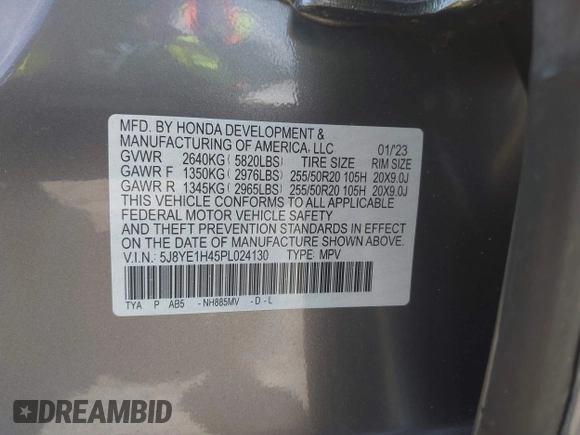 MFD. BY HONDA DEVELOPMENT &
MANUFACTURING OF AMERICA, LLC 01/'23
GVWR 2640KG ( 5820LBS) TIRE SIZE RIM SIZE
GAWR F 1350KG ( 2976LBS) 255/50R20 105H 20X9.0J
GAWR R 1345KG ( 2965LBS) 255/50R20 105H 20X9.0J
THIS VEHICLE CONFORMS TO ALL APPLICABLE
FEDERAL MOTOR VEHICLE SAFETY
AND THEFT PREVENTION STANDARDS IN EFFECT
ON THE DATE OF MANUFACTURE SHOWN ABOVE.
V.I.N.: 5J8YE1H45PL024130 TYPE: MPV
TYA P AB5 - NH885MV - D - L
DREAMBID